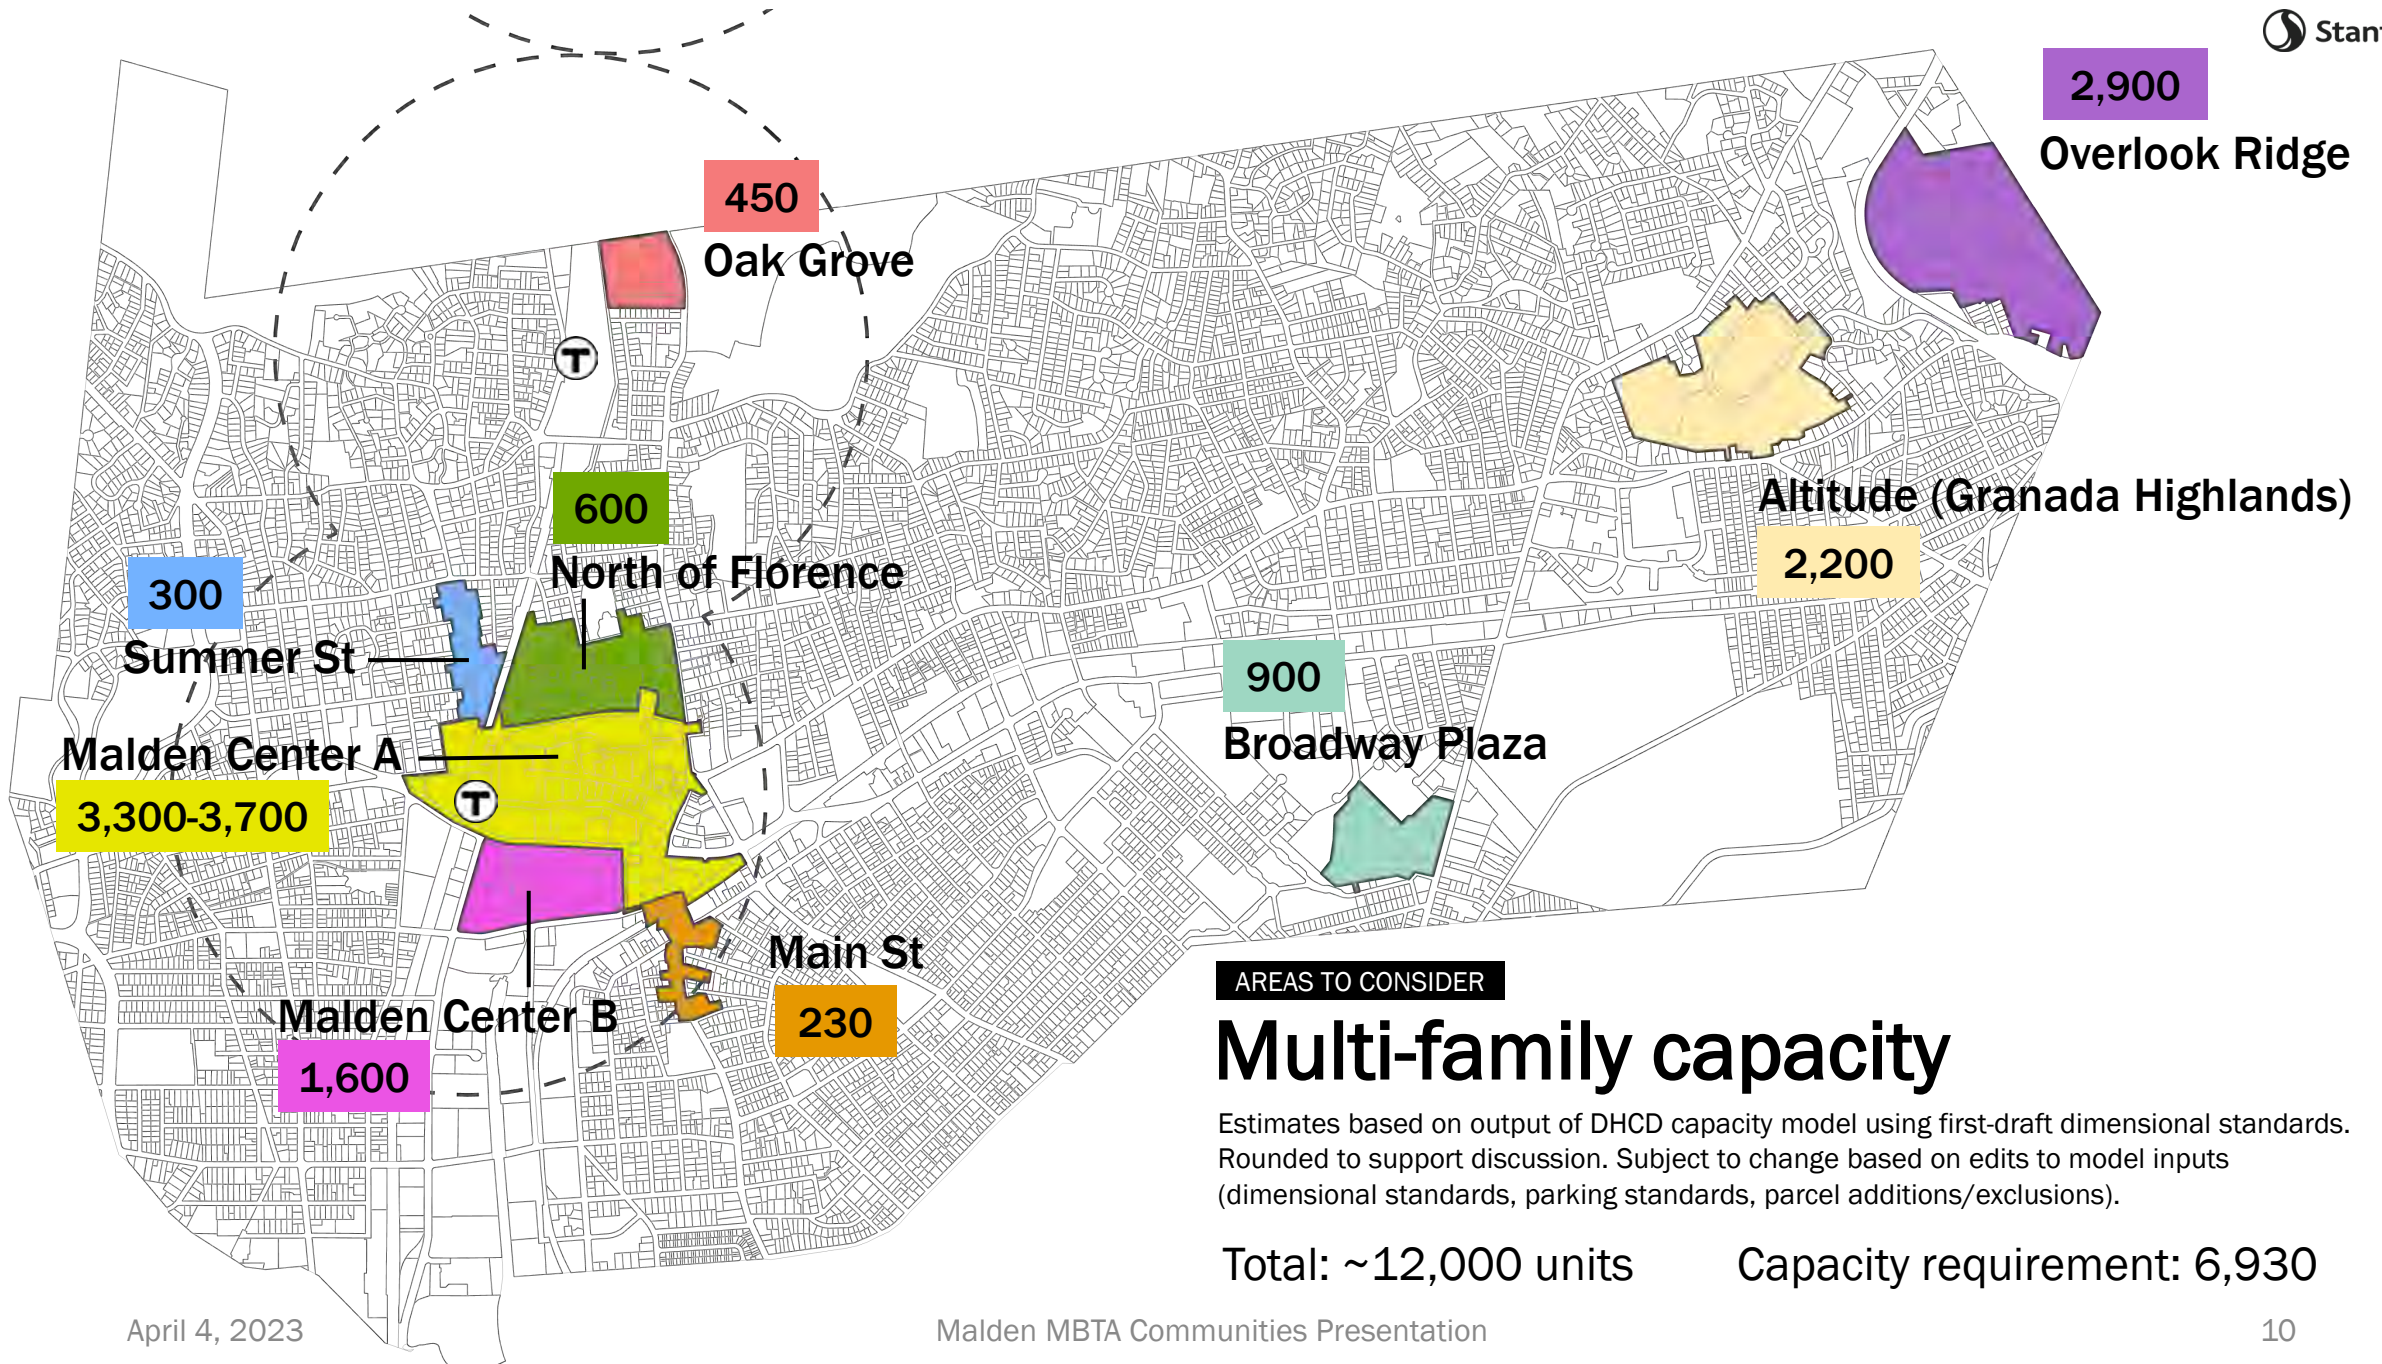 2,900
Overlook Ridge
450
Oak Grove
600
North of Florence
300
Summer St
Altitude (Granada Highlands)
2,200
900
Broadway Plaza
Malden Center A
3,300-3,700
T
T
Main St
230
Malden Center B
1,600
AREAS TO CONSIDER
Multi-family capacity
Estimates based on output of DHCD capacity model using first-draft dimensional standards.
Rounded to support discussion. Subject to change based on edits to model inputs
(dimensional standards, parking standards, parcel additions/exclusions).
Total: ~12,000 units
Capacity requirement: 6,930
April 4, 2023
Malden MBTA Communities Presentation
10